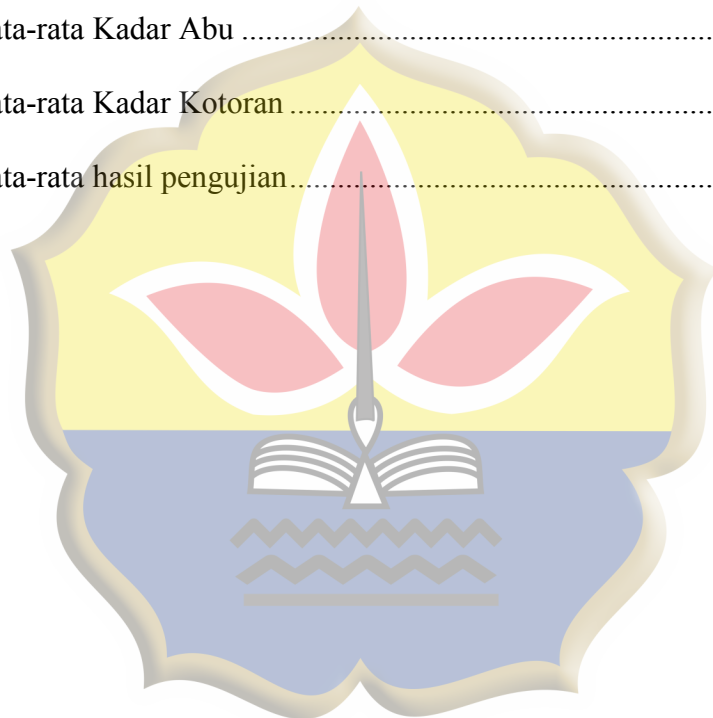 ata-rata Kadar Abu ............................................................
ata-rata Kadar Kotoran ......................................................
ata-rata hasil pengujian.......................................................